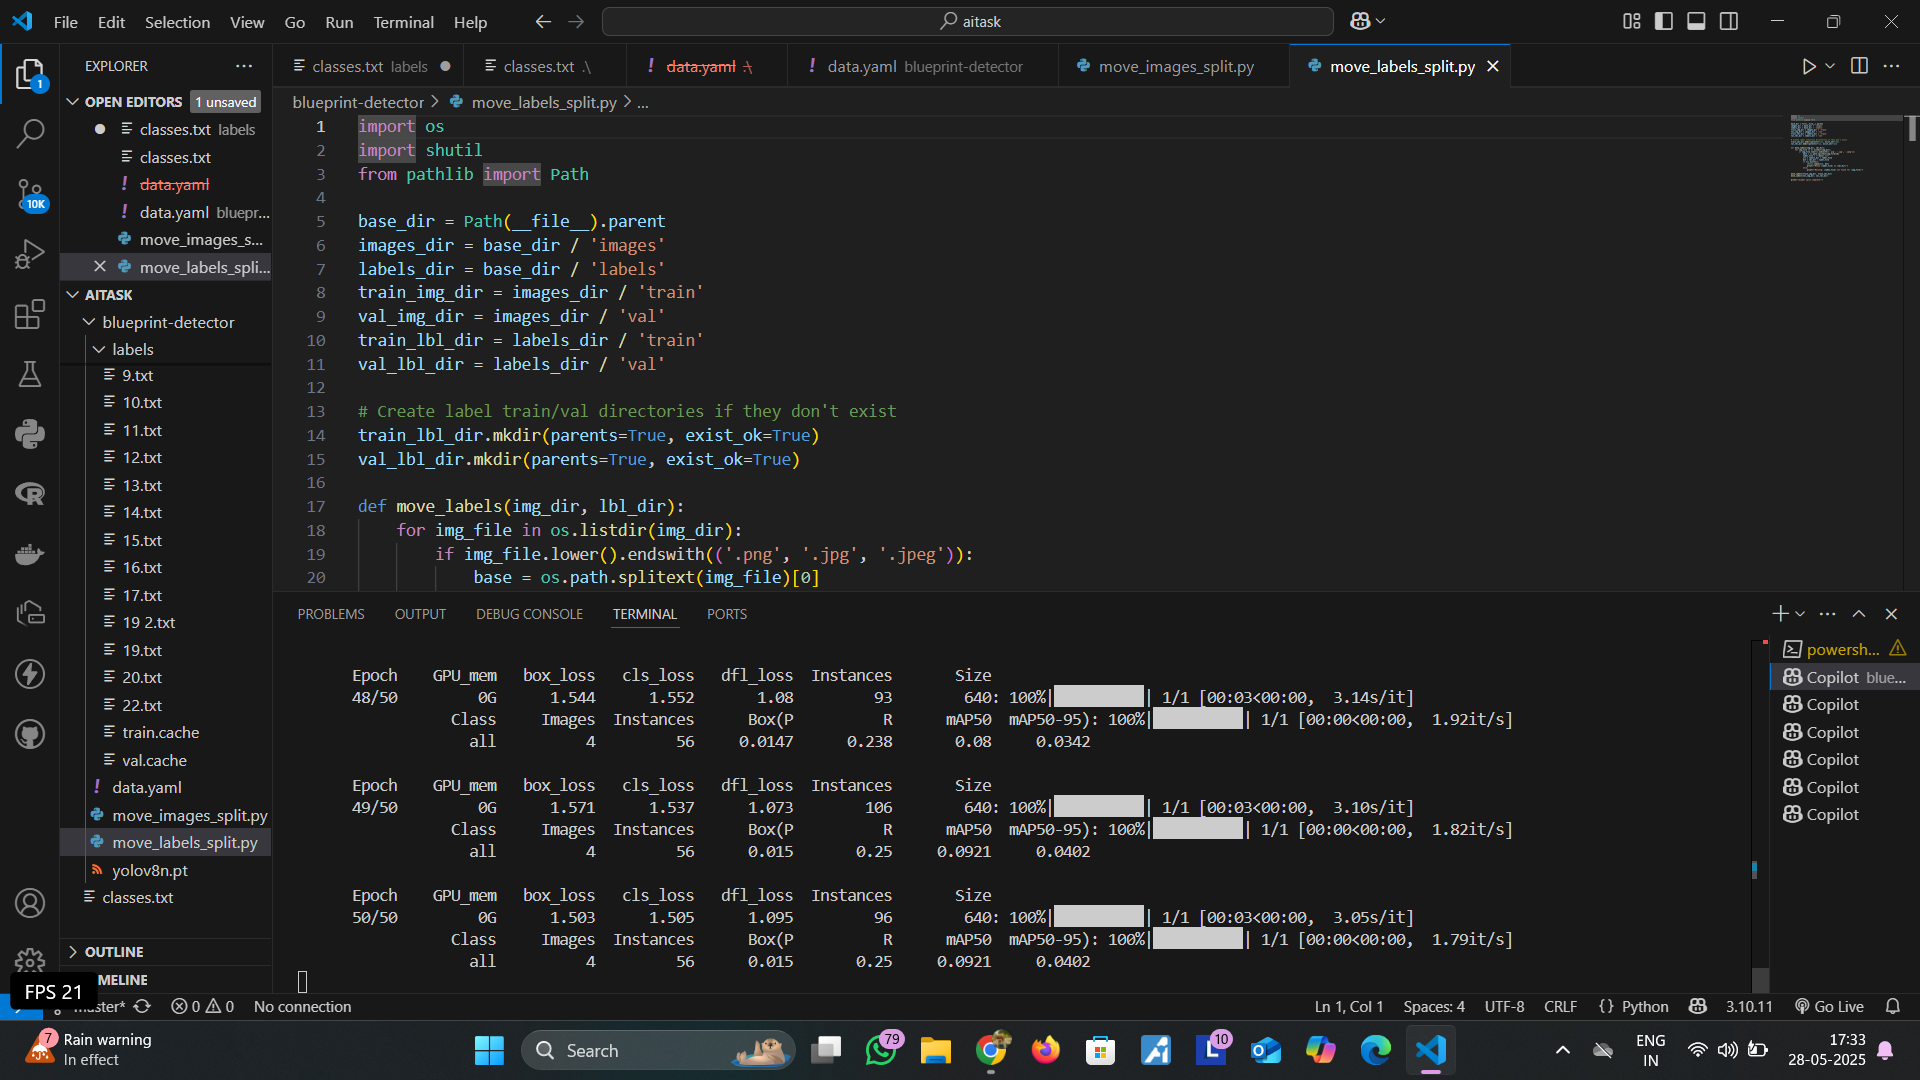 File Edit Selection View Go Run Terminal Help
aitask
EXPLORER
OPEN EDITORS 1 unsaved
classes.txt labels
classes.txt
data.yaml
data.yaml bluepr...
move_images_s...
move_labels_spli...
AITASK
blueprint-detector
labels
9.txt
10.txt
11.txt
12.txt
13.txt
14.txt
15.txt
16.txt
17.txt
19 2.txt
19.txt
20.txt
22.txt
train.cache
val.cache
data.yaml
move_images_split.py
move_labels_split.py
yolov8n.pt
classes.txt
OUTLINE
MELINE
1
10K
classes.txt labels
classes.txt .\
data.yaml .\
data.yaml blueprint-detector
move_images_split.py
move_labels_split.py
blueprint-detector > move_labels_split.py > ...
1 import os
2 import shutil
3 from pathlib import Path
4
5 base_dir = Path(__file__).parent
6 images_dir = base_dir / 'images'
7 labels_dir = base_dir / 'labels'
8 train_img_dir = images_dir / 'train'
9 val_img_dir = images_dir / 'val'
10 train_lbl_dir = labels_dir / 'train'
11 val_lbl_dir = labels_dir / 'val'
12
13 # Create label train/val directories if they don't exist
14 train_lbl_dir.mkdir(parents=True, exist_ok=True)
15 val_lbl_dir.mkdir(parents=True, exist_ok=True)
16
17 def move_labels(img_dir, lbl_dir):
18 for img_file in os.listdir(img_dir):
19 if img_file.lower().endswith(('.png', '.jpg', '.jpeg')):
20 base = os.path.splitext(img_file)[0]
PROBLEMS OUTPUT DEBUG CONSOLE TERMINAL PORTS
Epoch GPU_mem box_loss cls_loss dfl_loss Instances Size
48/50 0G 1.544 1.552 1.08 93 640: 100%| | 1/1 [00:03<00:00, 3.14s/it]
Class Images Instances Box(P R mAP50 mAP50-95): 100%| | 1/1 [00:00<00:00, 1.92it/s]
all 4 56 0.0147 0.238 0.08 0.0342
Epoch GPU_mem box_loss cls_loss dfl_loss Instances Size
49/50 0G 1.571 1.537 1.073 106 640: 100%| | 1/1 [00:03<00:00, 3.10s/it]
Class Images Instances Box(P R mAP50 mAP50-95): 100%| | 1/1 [00:00<00:00, 1.82it/s]
all 4 56 0.015 0.25 0.0921 0.0402
Epoch GPU_mem box_loss cls_loss dfl_loss Instances Size
50/50 0G 1.503 1.505 1.095 96 640: 100%| | 1/1 [00:03<00:00, 3.05s/it]
Class Images Instances Box(P R mAP50 mAP50-95): 100%| | 1/1 [00:00<00:00, 1.79it/s]
all 4 56 0.015 0.25 0.0921 0.0402
powersh...
Copilot blue...
Copilot
Copilot
Copilot
Copilot
Copilot
FPS 21
master* 0 0 No connection
Ln 1, Col 1 Spaces: 4 UTF-8 CRLF {} Python 3.10.11 Go Live
7
Rain warning
In effect
Search
79
10
ENG
IN
17:33
28-05-2025